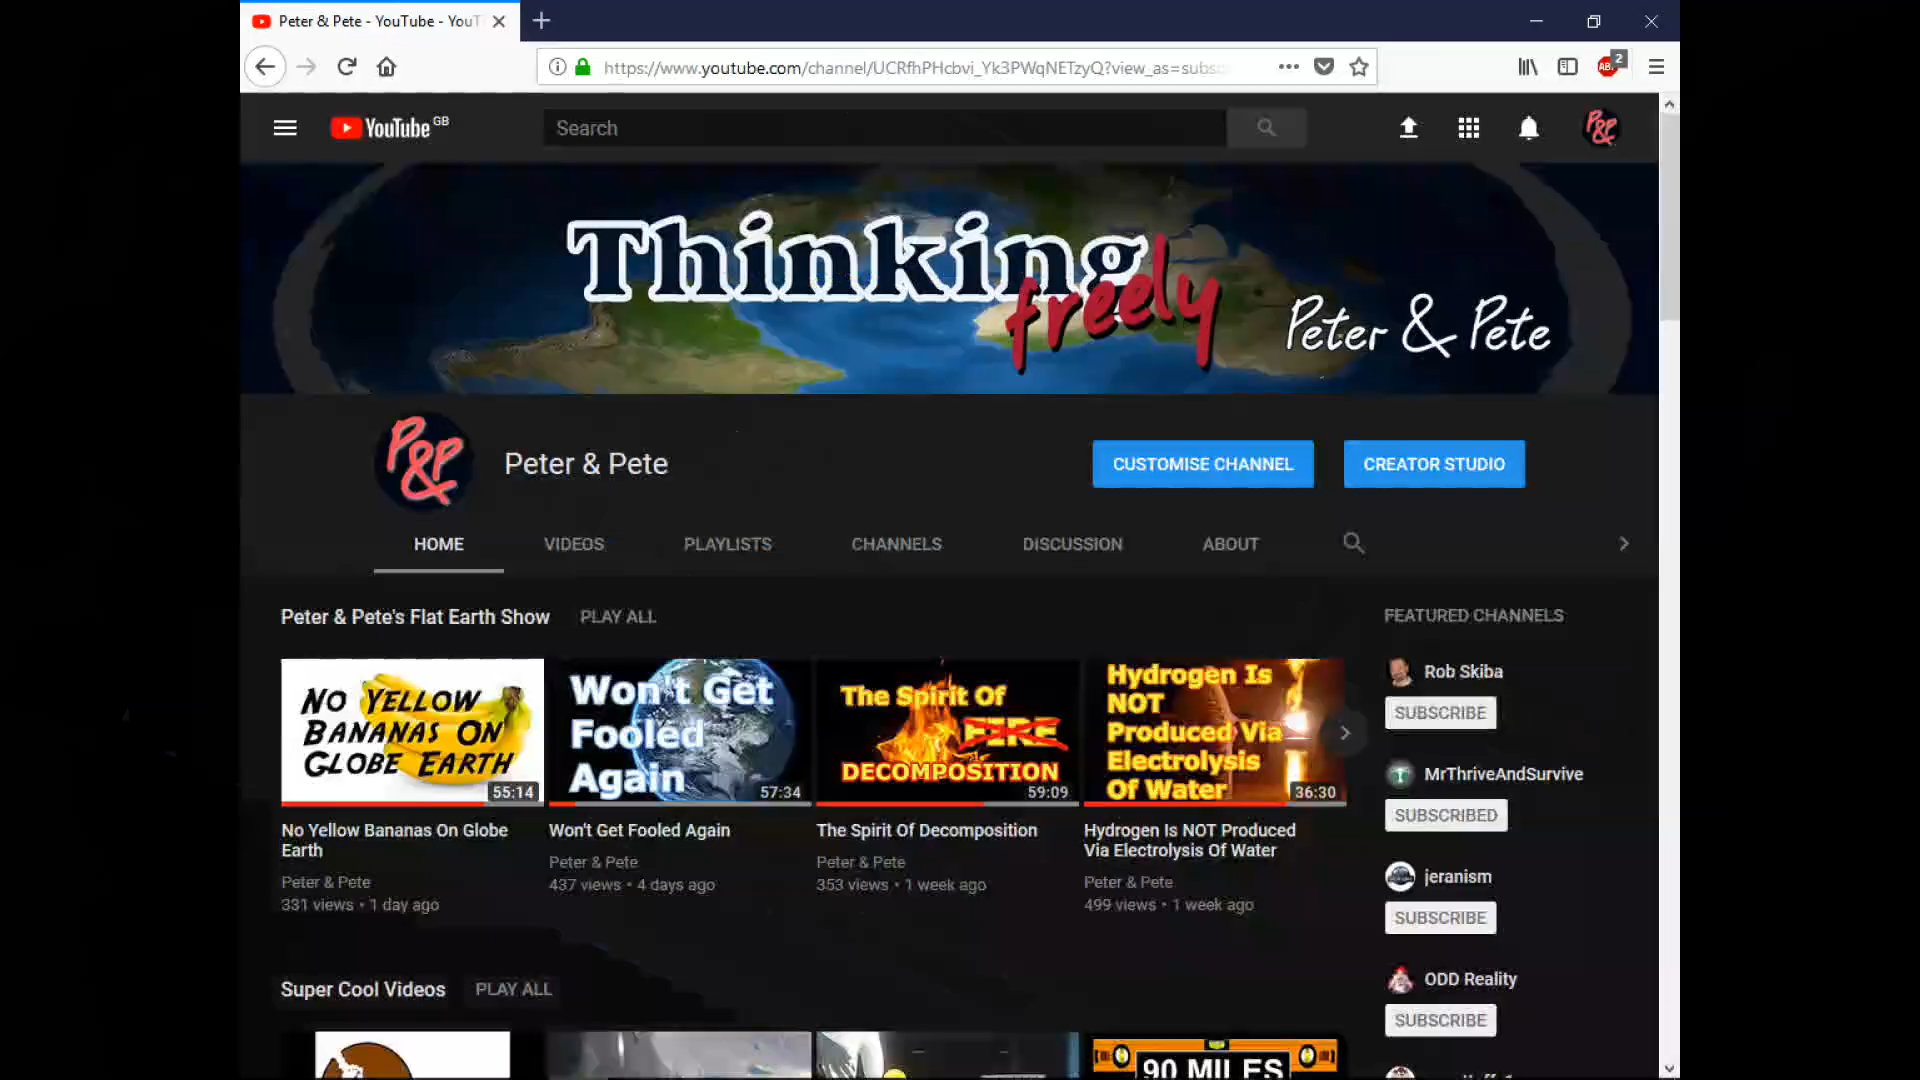 Peter & Pete - YouTube - YouT
https://www.youtube.com/channel/UCRfhPHcbvi_Yk3PWqNETzyQ?view_as=subsc
2
YouTube GB
Search
P&P
Thinking
freely
Peter & Pete
P&P
Peter & Pete
CUSTOMISE CHANNEL
CREATOR STUDIO
HOME VIDEOS PLAYLISTS CHANNELS DISCUSSION ABOUT
Peter & Pete's Flat Earth Show PLAY ALL
NO YELLOW
BANANAS ON
GLOBE EARTH
55:14
No Yellow Bananas On Globe
Earth
Peter & Pete
331 views • 1 day ago
Won't Get
Fooled
Again
57:34
Won't Get Fooled Again
Peter & Pete
437 views • 4 days ago
The Spirit Of
FIRE
DECOMPOSITION
59:09
The Spirit Of Decomposition
Peter & Pete
353 views • 1 week ago
Hydrogen Is
NOT
Produced Via
Electrolysis
Of Water
36:30
Hydrogen Is NOT Produced
Via Electrolysis Of Water
Peter & Pete
499 views • 1 week ago
Super Cool Videos PLAY ALL
90 MILES
FEATURED CHANNELS
Rob Skiba
SUBSCRIBE
MrThriveAndSurvive
SUBSCRIBED
jeranism
SUBSCRIBE
ODD Reality
SUBSCRIBE